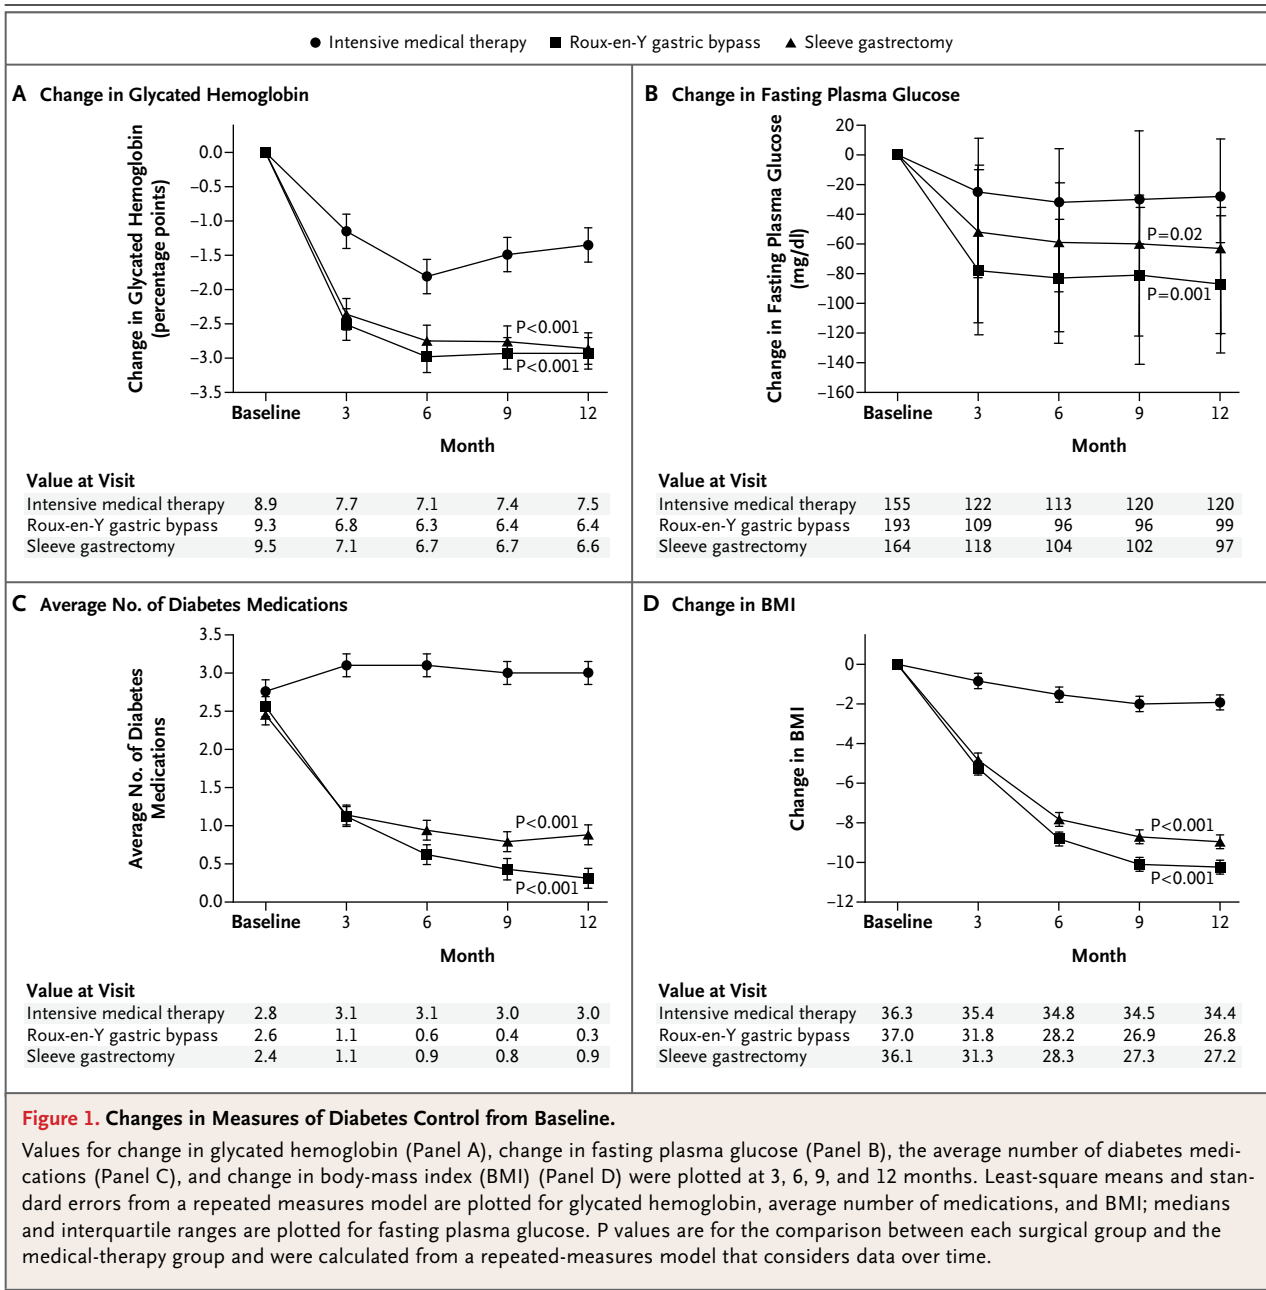 Intensive medical therapy Roux-en-Y gastric bypass Sleeve gastrectomy
A Change in Glycated Hemoglobin
Change in Glycated Hemoglobin
(percentage points)
0.0
−0.5
−1.0
−1.5
−2.0
−2.5
−3.0
−3.5
P<0.001
P<0.001
Baseline 3 6 9 12
Month
Value at Visit
Intensive medical therapy 8.9 7.7 7.1 7.4 7.5
Roux-en-Y gastric bypass 9.3 6.8 6.3 6.4 6.4
Sleeve gastrectomy 9.5 7.1 6.7 6.7 6.6
B Change in Fasting Plasma Glucose
Change in Fasting Plasma Glucose
(mg/dl)
20
0
−20
−40
−60
−80
−100
−120
−140
−160
P=0.02
P=0.001
Baseline 3 6 9 12
Month
Value at Visit
Intensive medical therapy 155 122 113 120 120
Roux-en-Y gastric bypass 193 109 96 96 99
Sleeve gastrectomy 164 118 104 102 97
C Average No. of Diabetes Medications
Average No. of Diabetes
Medications
3.5
3.0
2.5
2.0
1.5
1.0
0.5
0.0
P<0.001
P<0.001
Baseline 3 6 9 12
Month
Value at Visit
Intensive medical therapy 2.8 3.1 3.1 3.0 3.0
Roux-en-Y gastric bypass 2.6 1.1 0.6 0.4 0.3
Sleeve gastrectomy 2.4 1.1 0.9 0.8 0.9
D Change in BMI
Change in BMI
0
−2
−4
−6
−8
−10
−12
P<0.001
P<0.001
Baseline 3 6 9 12
Month
Value at Visit
Intensive medical therapy 36.3 35.4 34.8 34.5 34.4
Roux-en-Y gastric bypass 37.0 31.8 28.2 26.9 26.8
Sleeve gastrectomy 36.1 31.3 28.3 27.3 27.2
Figure 1. Changes in Measures of Diabetes Control from Baseline.
Values for change in glycated hemoglobin (Panel A), change in fasting plasma glucose (Panel B), the average number of diabetes medi-
cations (Panel C), and change in body-mass index (BMI) (Panel D) were plotted at 3, 6, 9, and 12 months. Least-square means and stan-
dard errors from a repeated measures model are plotted for glycated hemoglobin, average number of medications, and BMI; medians
and interquartile ranges are plotted for fasting plasma glucose. P values are for the comparison between each surgical group and the
medical-therapy group and were calculated from a repeated-measures model that considers data over time.